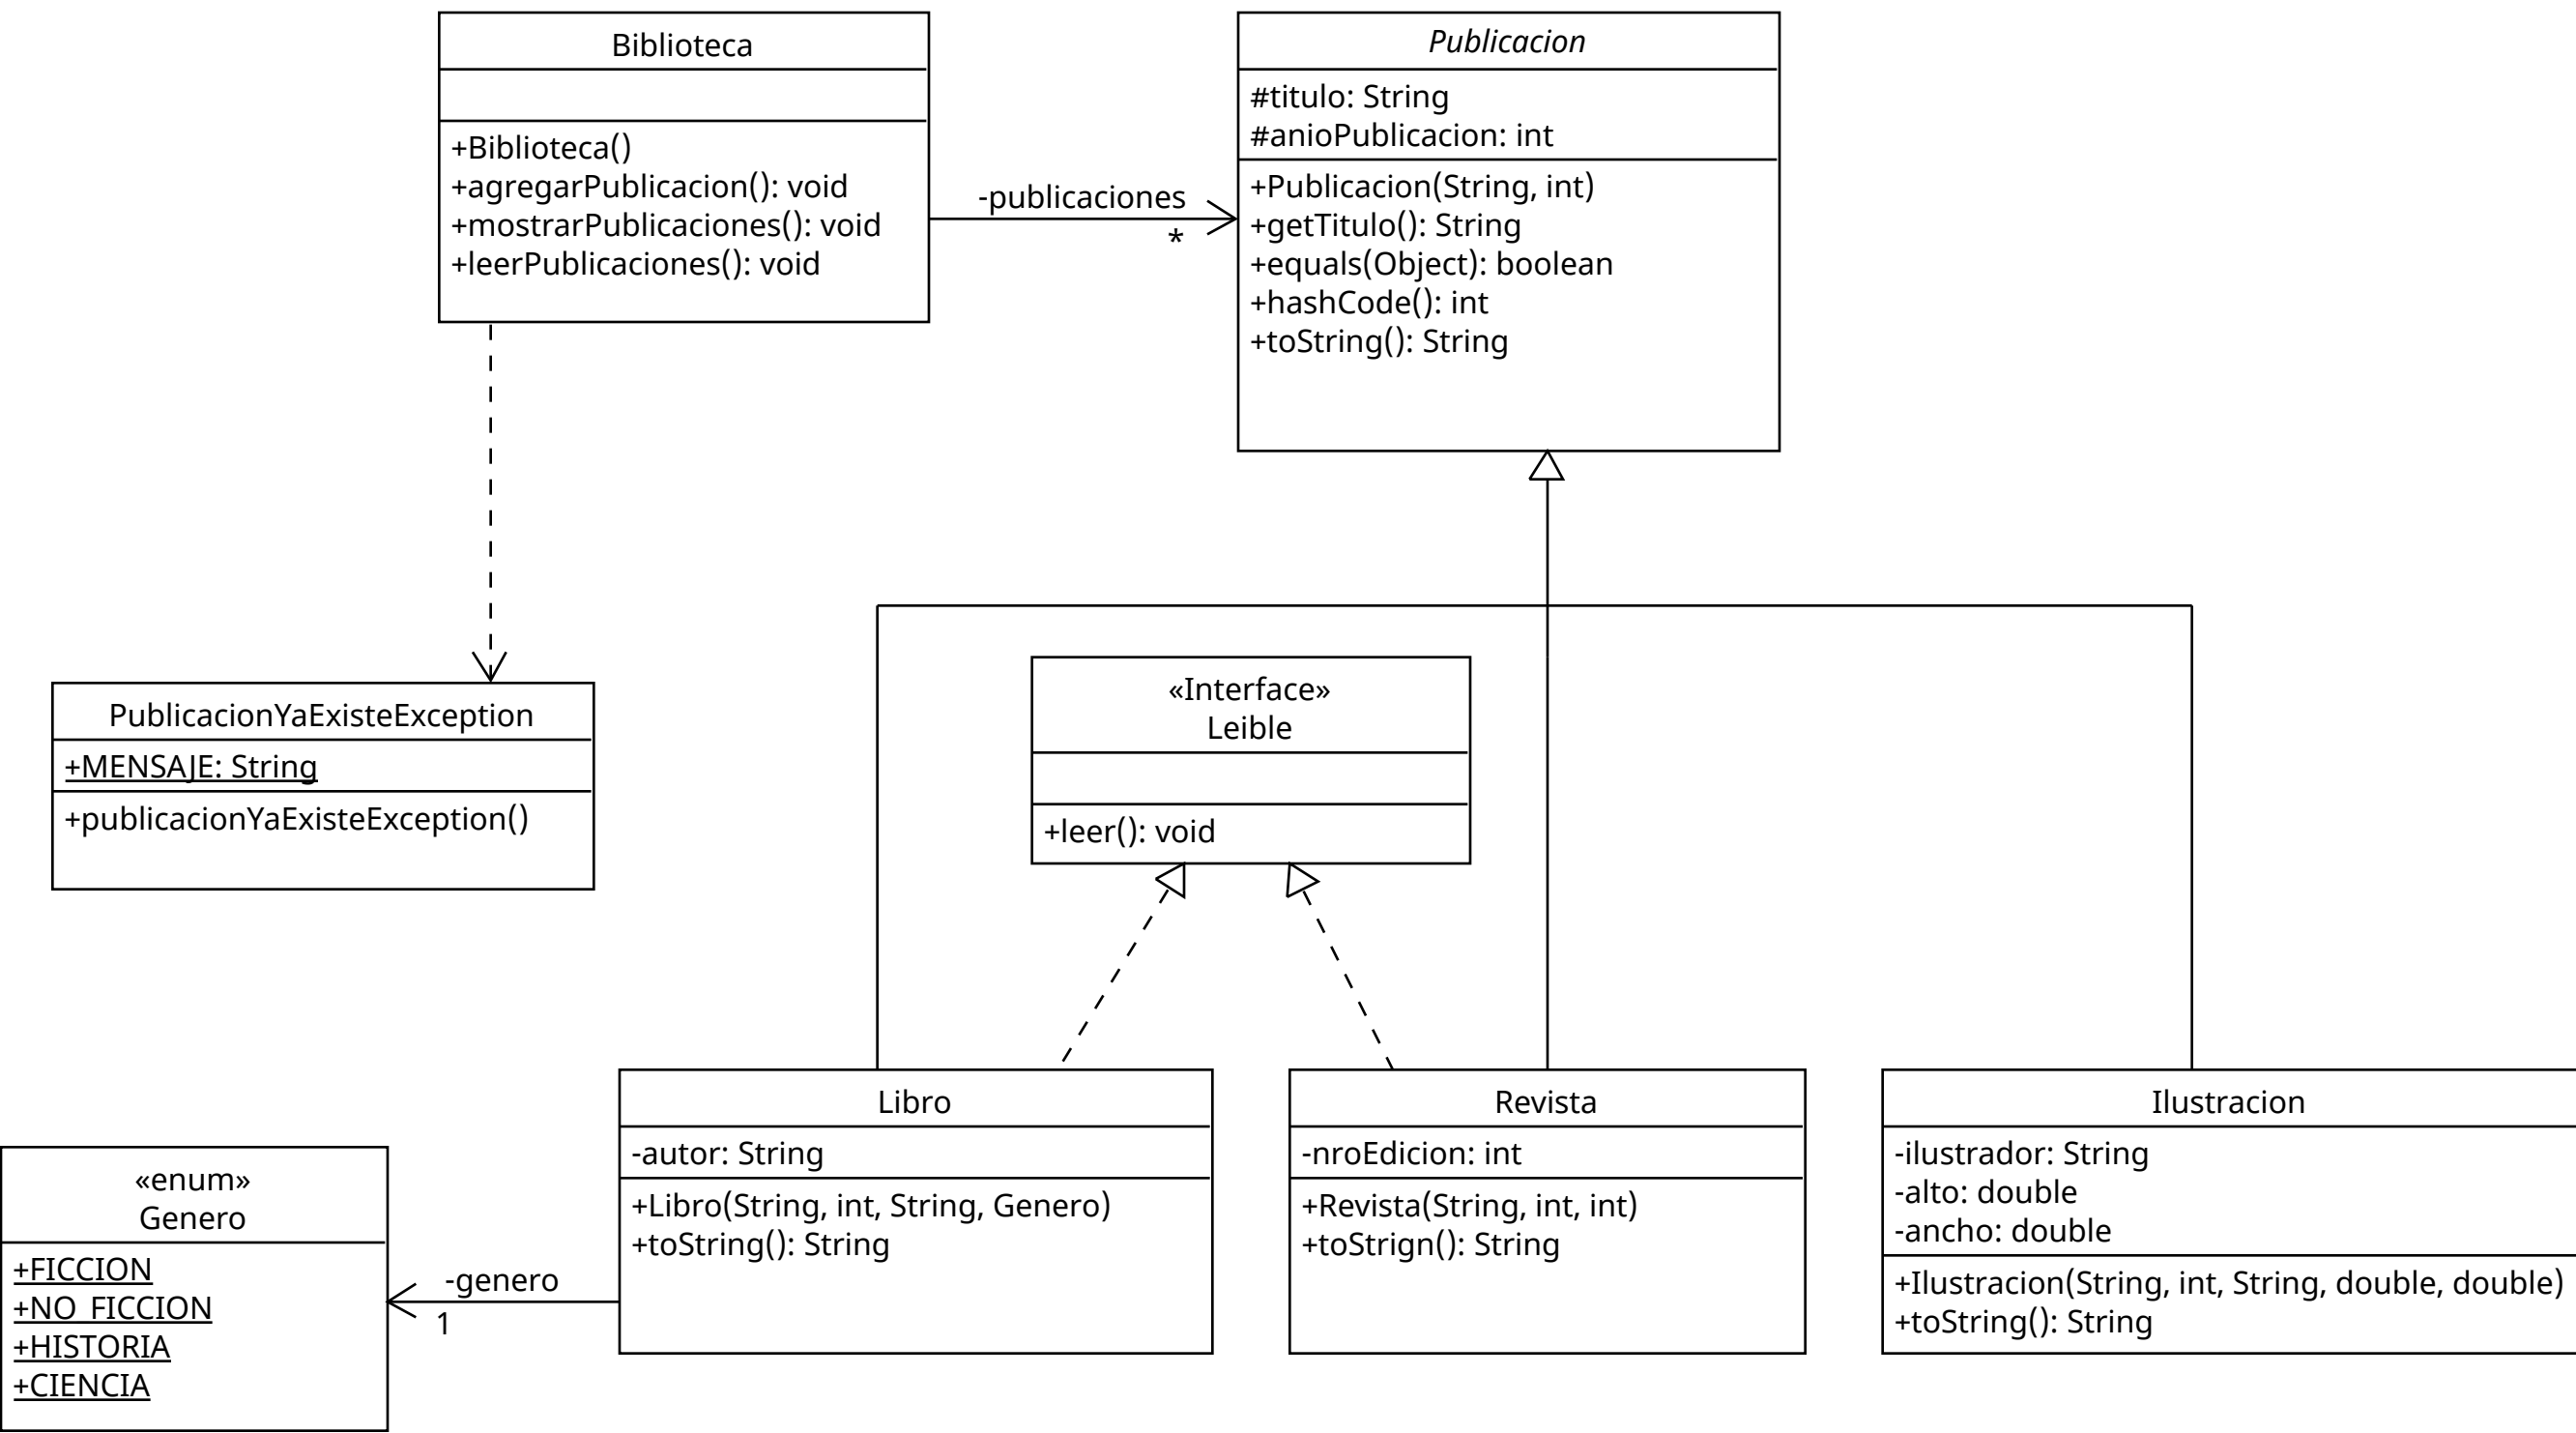 Biblioteca
+Biblioteca()
+agregarPublicacion(): void
+mostrarPublicaciones(): void
+leerPublicaciones(): void
-publicaciones
*
Publicacion
#titulo: String
#anioPublicacion: int
+Publicacion(String, int)
+getTitulo(): String
+equals(Object): boolean
+hashCode(): int
+toString(): String
PublicacionYaExisteException
+MENSAJE: String
+publicacionYaExisteException()
«Interface»
Leible
+leer(): void
«enum»
Genero
+FICCION
+NO_FICCION
+HISTORIA
+CIENCIA
-genero
1
Libro
-autor: String
+Libro(String, int, String, Genero)
+toString(): String
Revista
-nroEdicion: int
+Revista(String, int, int)
+toStrign(): String
Ilustracion
-ilustrador: String
-alto: double
-ancho: double
+Ilustracion(String, int, String, double, double)
+toString(): String